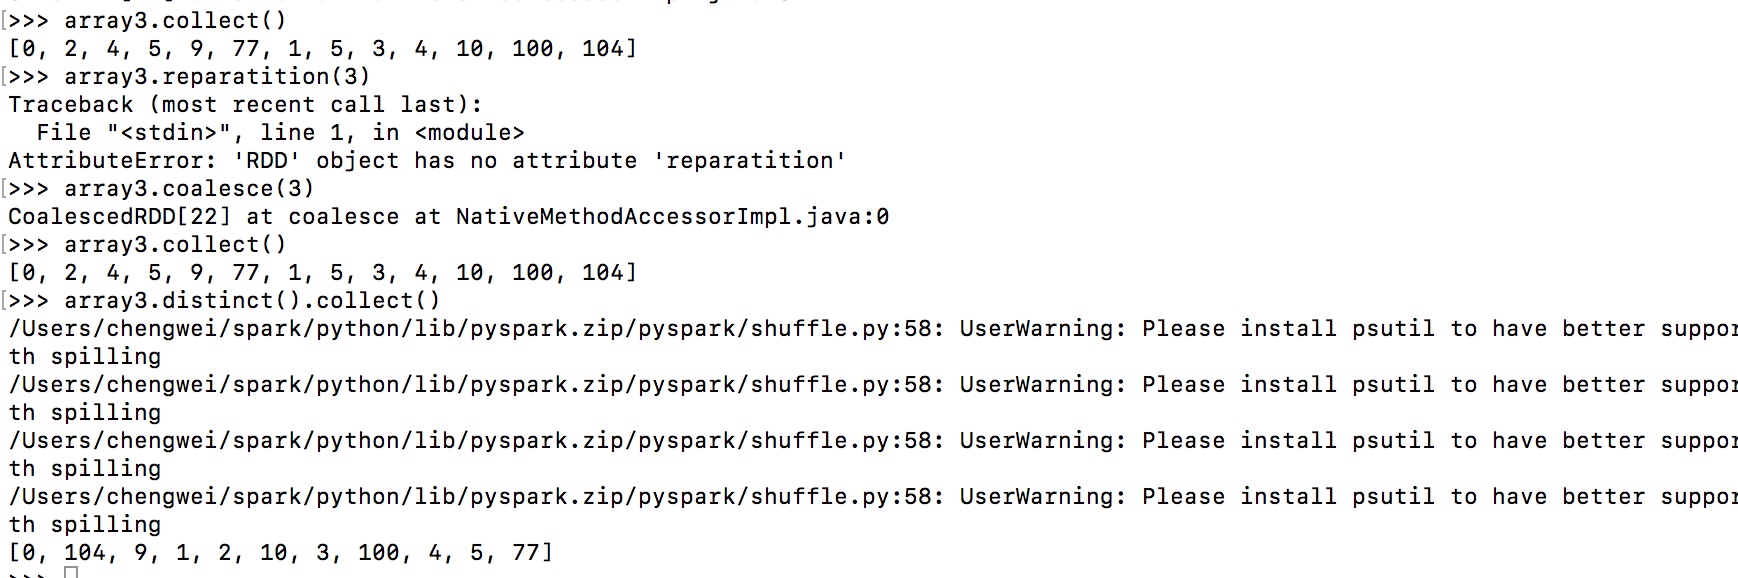 >>> array3.collect()
[0, 2, 4, 5, 9, 77, 1, 5, 3, 4, 10, 100, 104]
[>>> array3.reparatition(3)
Traceback (most recent call last):
  File "<stdin>", line 1, in <module>
AttributeError: 'RDD' object has no attribute 'reparatition'
[>>> array3.coalesce(3)
CoalescedRDD[22] at coalesce at NativeMethodAccessorImpl.java:0
[>>> array3.collect()
[0, 2, 4, 5, 9, 77, 1, 5, 3, 4, 10, 100, 104]
[>>> array3.distinct().collect()
/Users/chengwei/spark/python/lib/pyspark.zip/pyspark/shuffle.py:58: UserWarning: Please install psutil to have better suppor
th spilling
/Users/chengwei/spark/python/lib/pyspark.zip/pyspark/shuffle.py:58: UserWarning: Please install psutil to have better suppor
th spilling
/Users/chengwei/spark/python/lib/pyspark.zip/pyspark/shuffle.py:58: UserWarning: Please install psutil to have better suppor
th spilling
/Users/chengwei/spark/python/lib/pyspark.zip/pyspark/shuffle.py:58: UserWarning: Please install psutil to have better suppor
th spilling
[0, 104, 9, 1, 2, 10, 3, 100, 4, 5, 77]
>>>